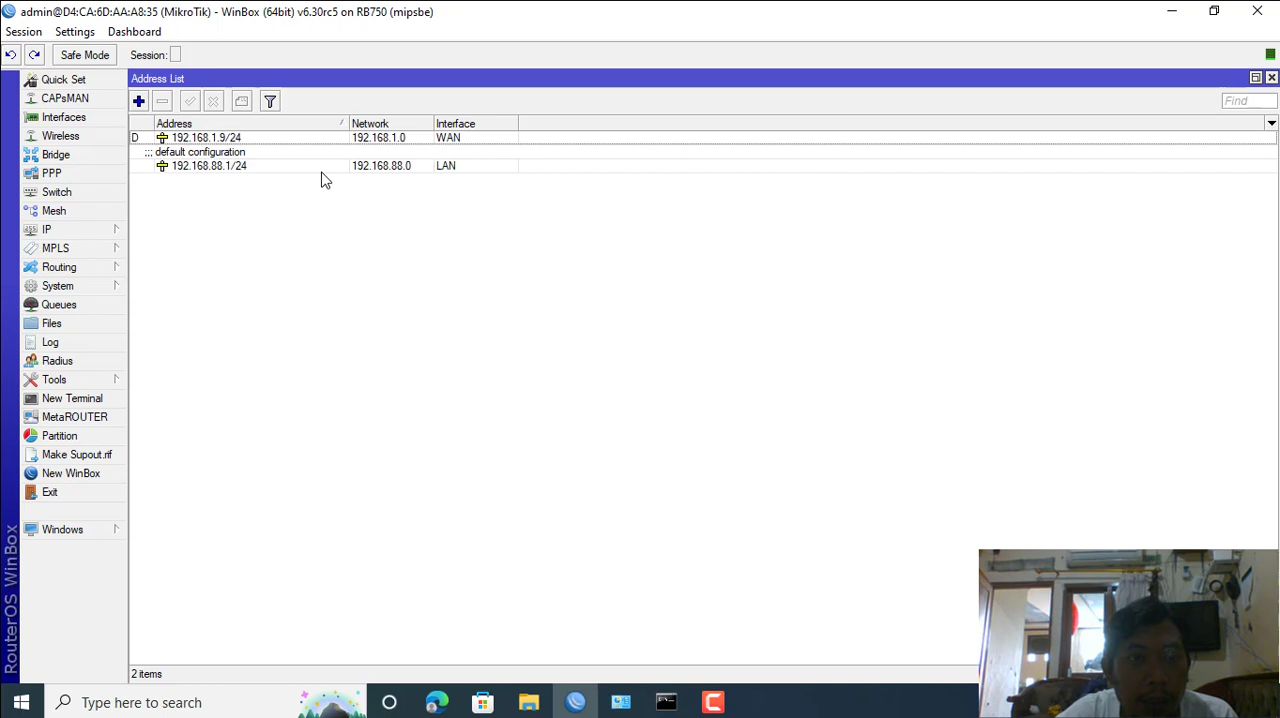 admin@D4:CA:6D:AA:A8:35 (MikroTik) - WinBox (64bit) v6.30rc5 on RB750 (mipsbe)
Session Settings Dashboard
Safe Mode Session:
Address List
Find
Address Network Interface
D 192.168.1.9/24 192.168.1.0 WAN
;;; default configuration
192.168.88.1/24 192.168.88.0 LAN
Quick Set
CAPsMAN
Interfaces
Wireless
Bridge
PPP
Switch
Mesh
IP
MPLS
Routing
System
Queues
Files
Log
Radius
Tools
New Terminal
MetaROUTER
Partition
Make Supout.rif
New WinBox
Exit
Windows
RouterOS WinBox
2 items
Type here to search